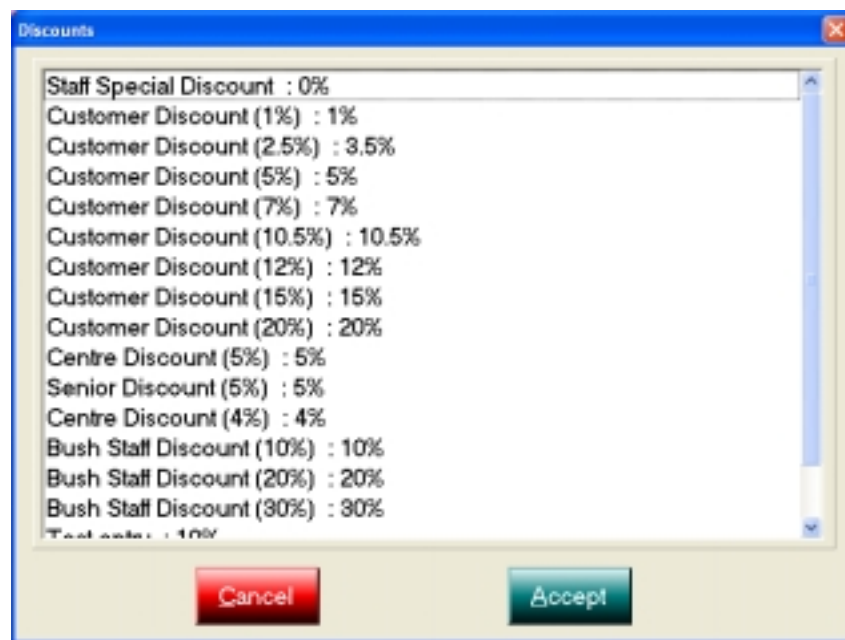 Discounts
Staff Special Discount : 0%
Customer Discount (1%) : 1%
Customer Discount (2.5%) : 3.5%
Customer Discount (5%) : 5%
Customer Discount (7%) : 7%
Customer Discount (10.5%) : 10.5%
Customer Discount (12%) : 12%
Customer Discount (15%) : 15%
Customer Discount (20%) : 20%
Centre Discount (5%) : 5%
Senior Discount (5%) : 5%
Centre Discount (4%) : 4%
Bush Staff Discount (10%) : 10%
Bush Staff Discount (20%) : 20%
Bush Staff Discount (30%) : 30%
Test entry : 10%
Cancel Accept